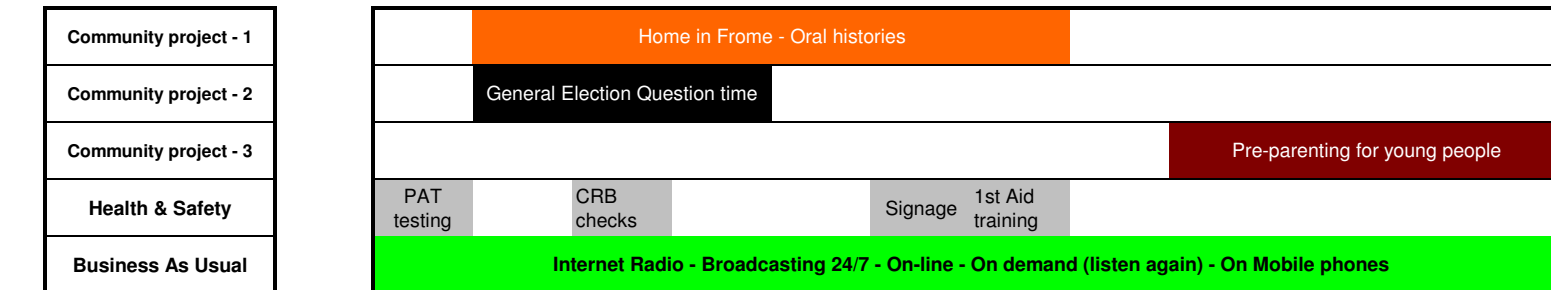 Community project - 1
Home in Frome - Oral histories
Community project - 2
General Election Question time
Community project - 3
Pre-parenting for young people
Health & Safety
PAT
testing
CRB
checks
Signage
1st Aid
training
Business As Usual
Internet Radio - Broadcasting 24/7 - On-line - On demand (listen again) - On Mobile phones